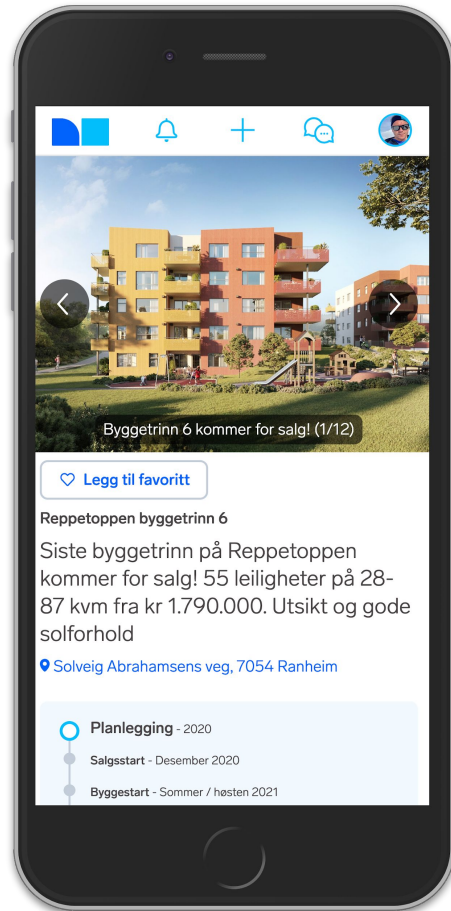 Byggetrinn 6 kommer for salg! (1/12)
Legg til favoritt
Reppetoppen byggetrinn 6
Siste byggetrinn på Reppetoppen
kommer for salg! 55 leiligheter på 28-
87 kvm fra kr 1.790.000. Utsikt og gode
solforhold
Solveig Abrahamsens veg, 7054 Ranheim
Planlegging - 2020
Salgsstart - Desember 2020
Byggestart - Sommer / høsten 2021